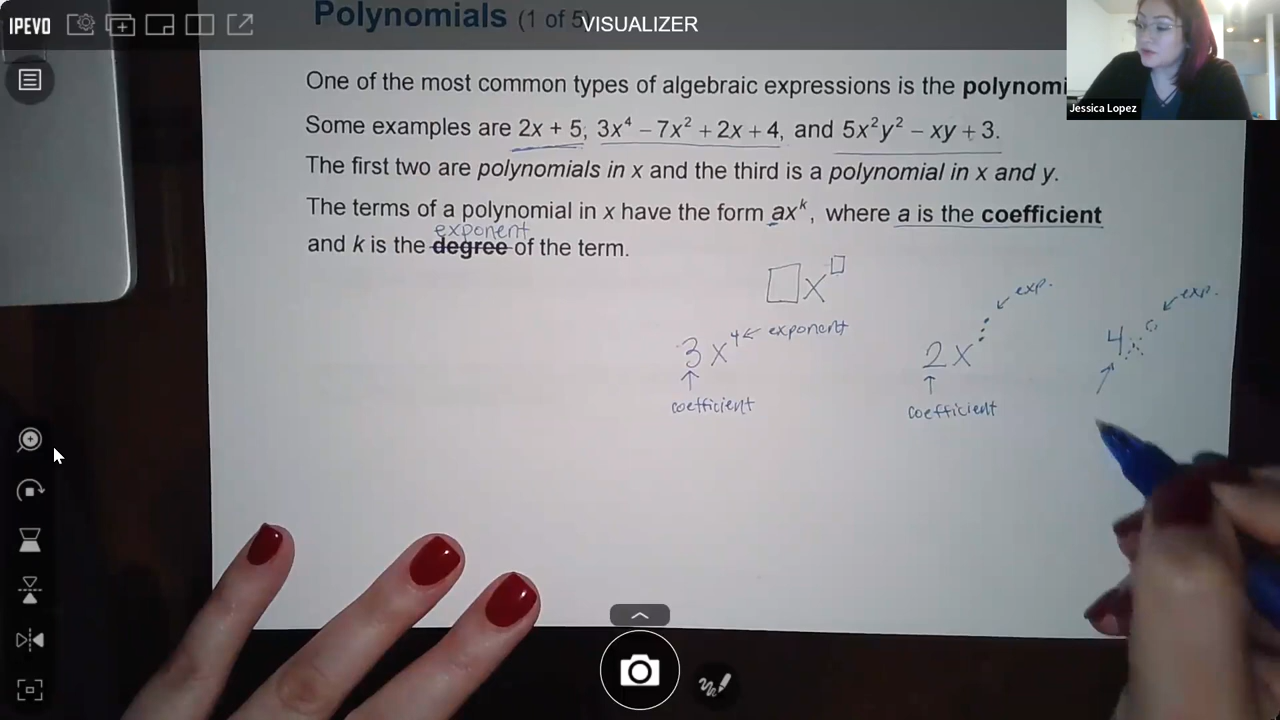 IPEVO
VISUALIZER
Polynomials (1 of 5)
Jessica Lopez
One of the most common types of algebraic expressions is the polynomi
Some examples are 2x + 5, 3x⁴ − 7x² + 2x + 4, and 5x²y² − xy + 3.
The first two are polynomials in x and the third is a polynomial in x and y.
The terms of a polynomial in x have the form axᵏ, where a is the coefficient
exponent
and k is the degree of the term.
□x□
3x⁴ ← exponent
coefficient
2x
exp.
coefficient
4
exp.